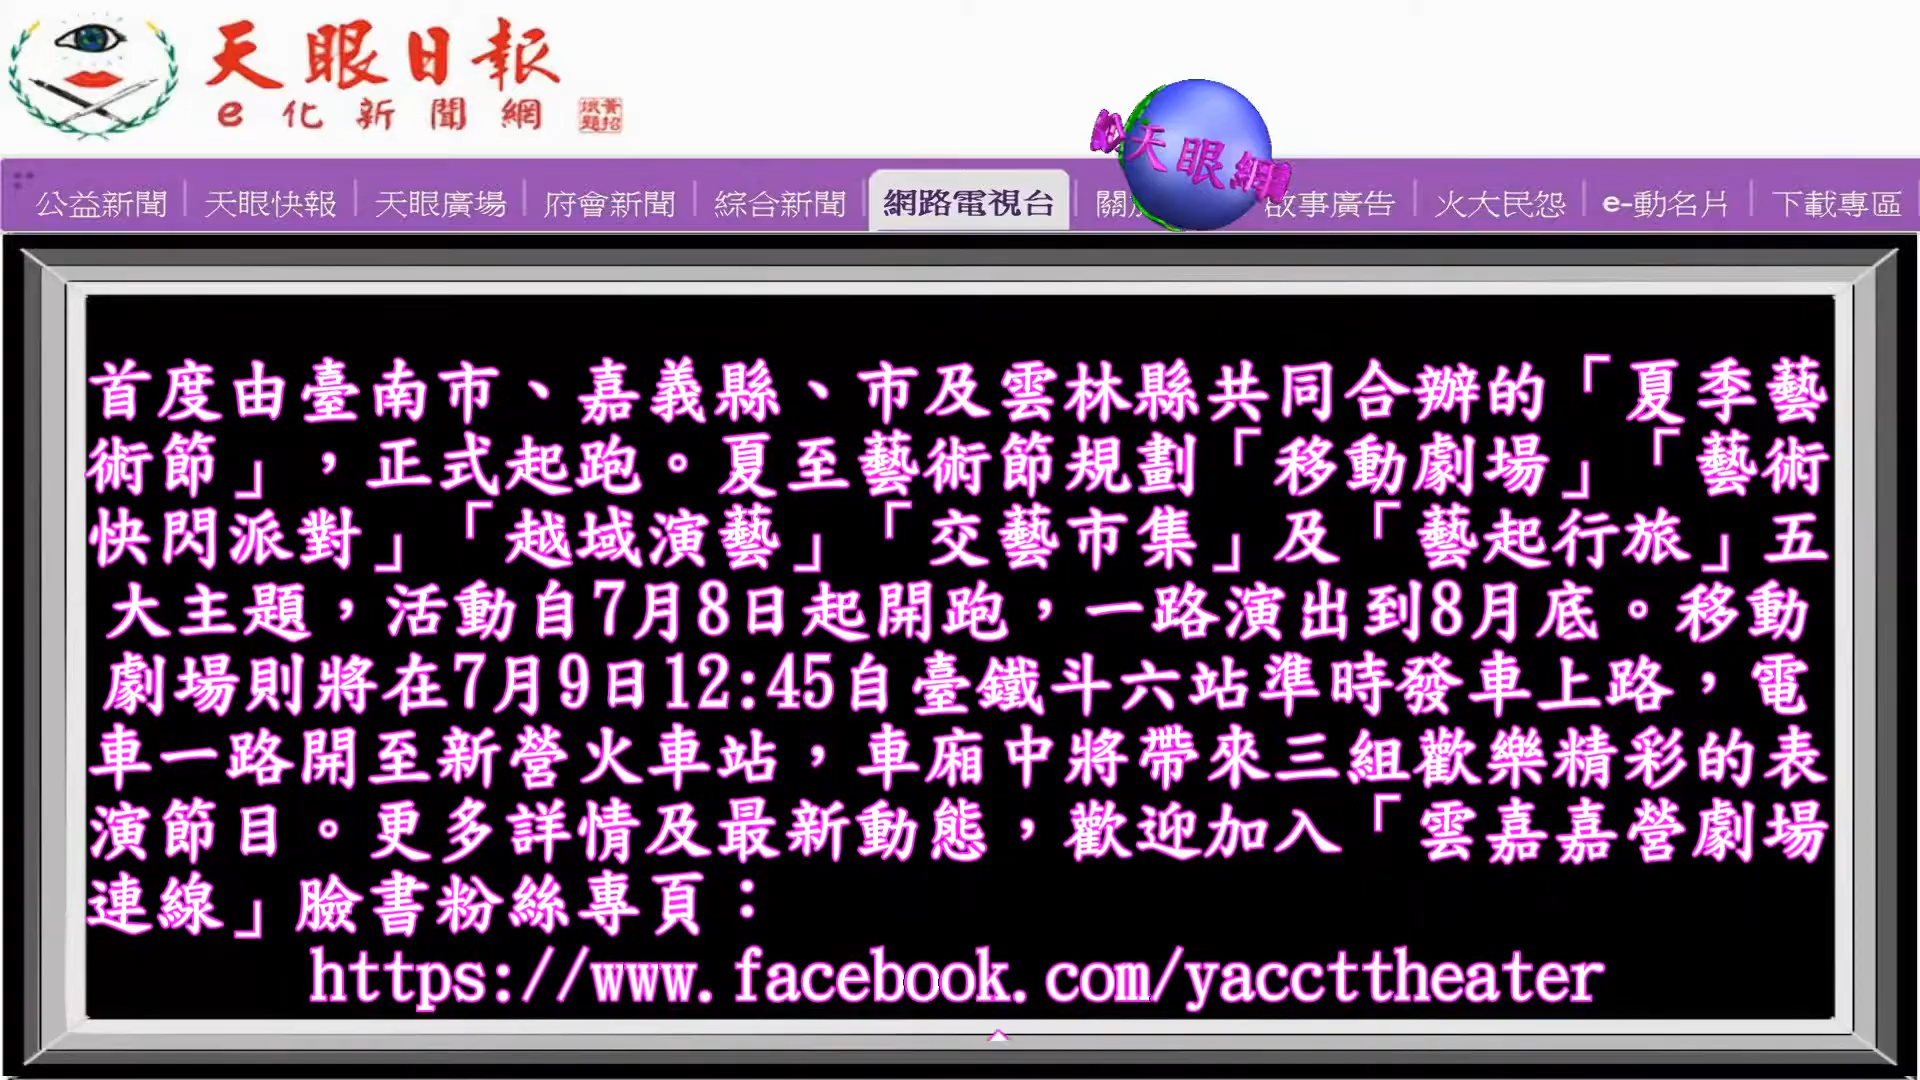 天眼日報
e化新聞網
天眼網
公益新聞 天眼快報 天眼廣場 府會新聞 綜合新聞 網路電視台 故事廣告 火大民怨 e-動名片 下載專區
首度由臺南市、嘉義縣、市及雲林縣共同合辦的「夏季藝
術節」，正式起跑。夏至藝術節規劃「移動劇場」「藝術
快閃派對」「越域演藝」「交藝市集」及「藝起行旅」五
大主題，活動自7月8日起開跑，一路演出到8月底。移動
劇場則將在7月9日12:45自臺鐵斗六站準時發車上路，電
車一路開至新營火車站，車廂中將帶來三組歡樂精彩的表
演節目。更多詳情及最新動態，歡迎加入「雲嘉嘉營劇場
連線」臉書粉絲專頁：
https://www.facebook.com/yaccttheater